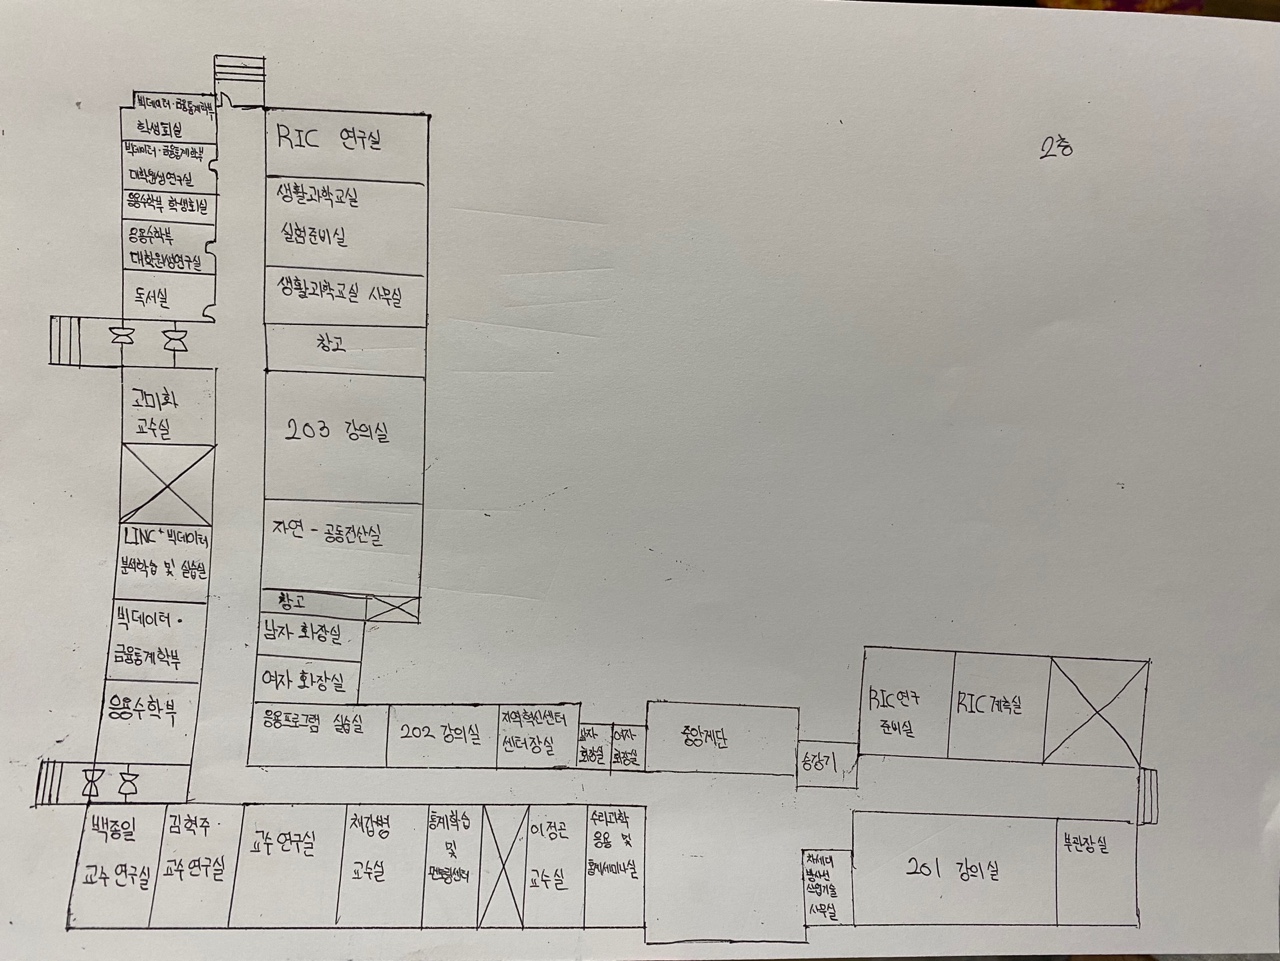 2층
빅데이터·금융통계학부
학생회실
빅데이터·금융통계학부
대학원생연구실
응용수학부 학생회실
응용수학부
대학원생연구실
독서실
고미화
교수실
LINC+빅데이터
분석학습 및 실습실
빅데이터·
금융통계학부
응용수학부
RIC 연구실
생활과학교실
실험준비실
생활과학교실 사무실
창고
203 강의실
자연-공동전산실
창고
남자 화장실
여자 화장실
응용프로그램 실습실
202 강의실
지역혁신센터
센터장실
남자
화장실
여자
화장실
중앙계단
승강기
RIC연구
준비실
RIC 계측실
백종일
교수 연구실
김혁주·
교수 연구실
교수 연구실
채갑병
교수실
통계학습
및
멘토링센터
이정곤
교수실
수리과학
응용 및
합치세미나실
차세대
방사선
산업기술
사무실
201 강의실
부관장실